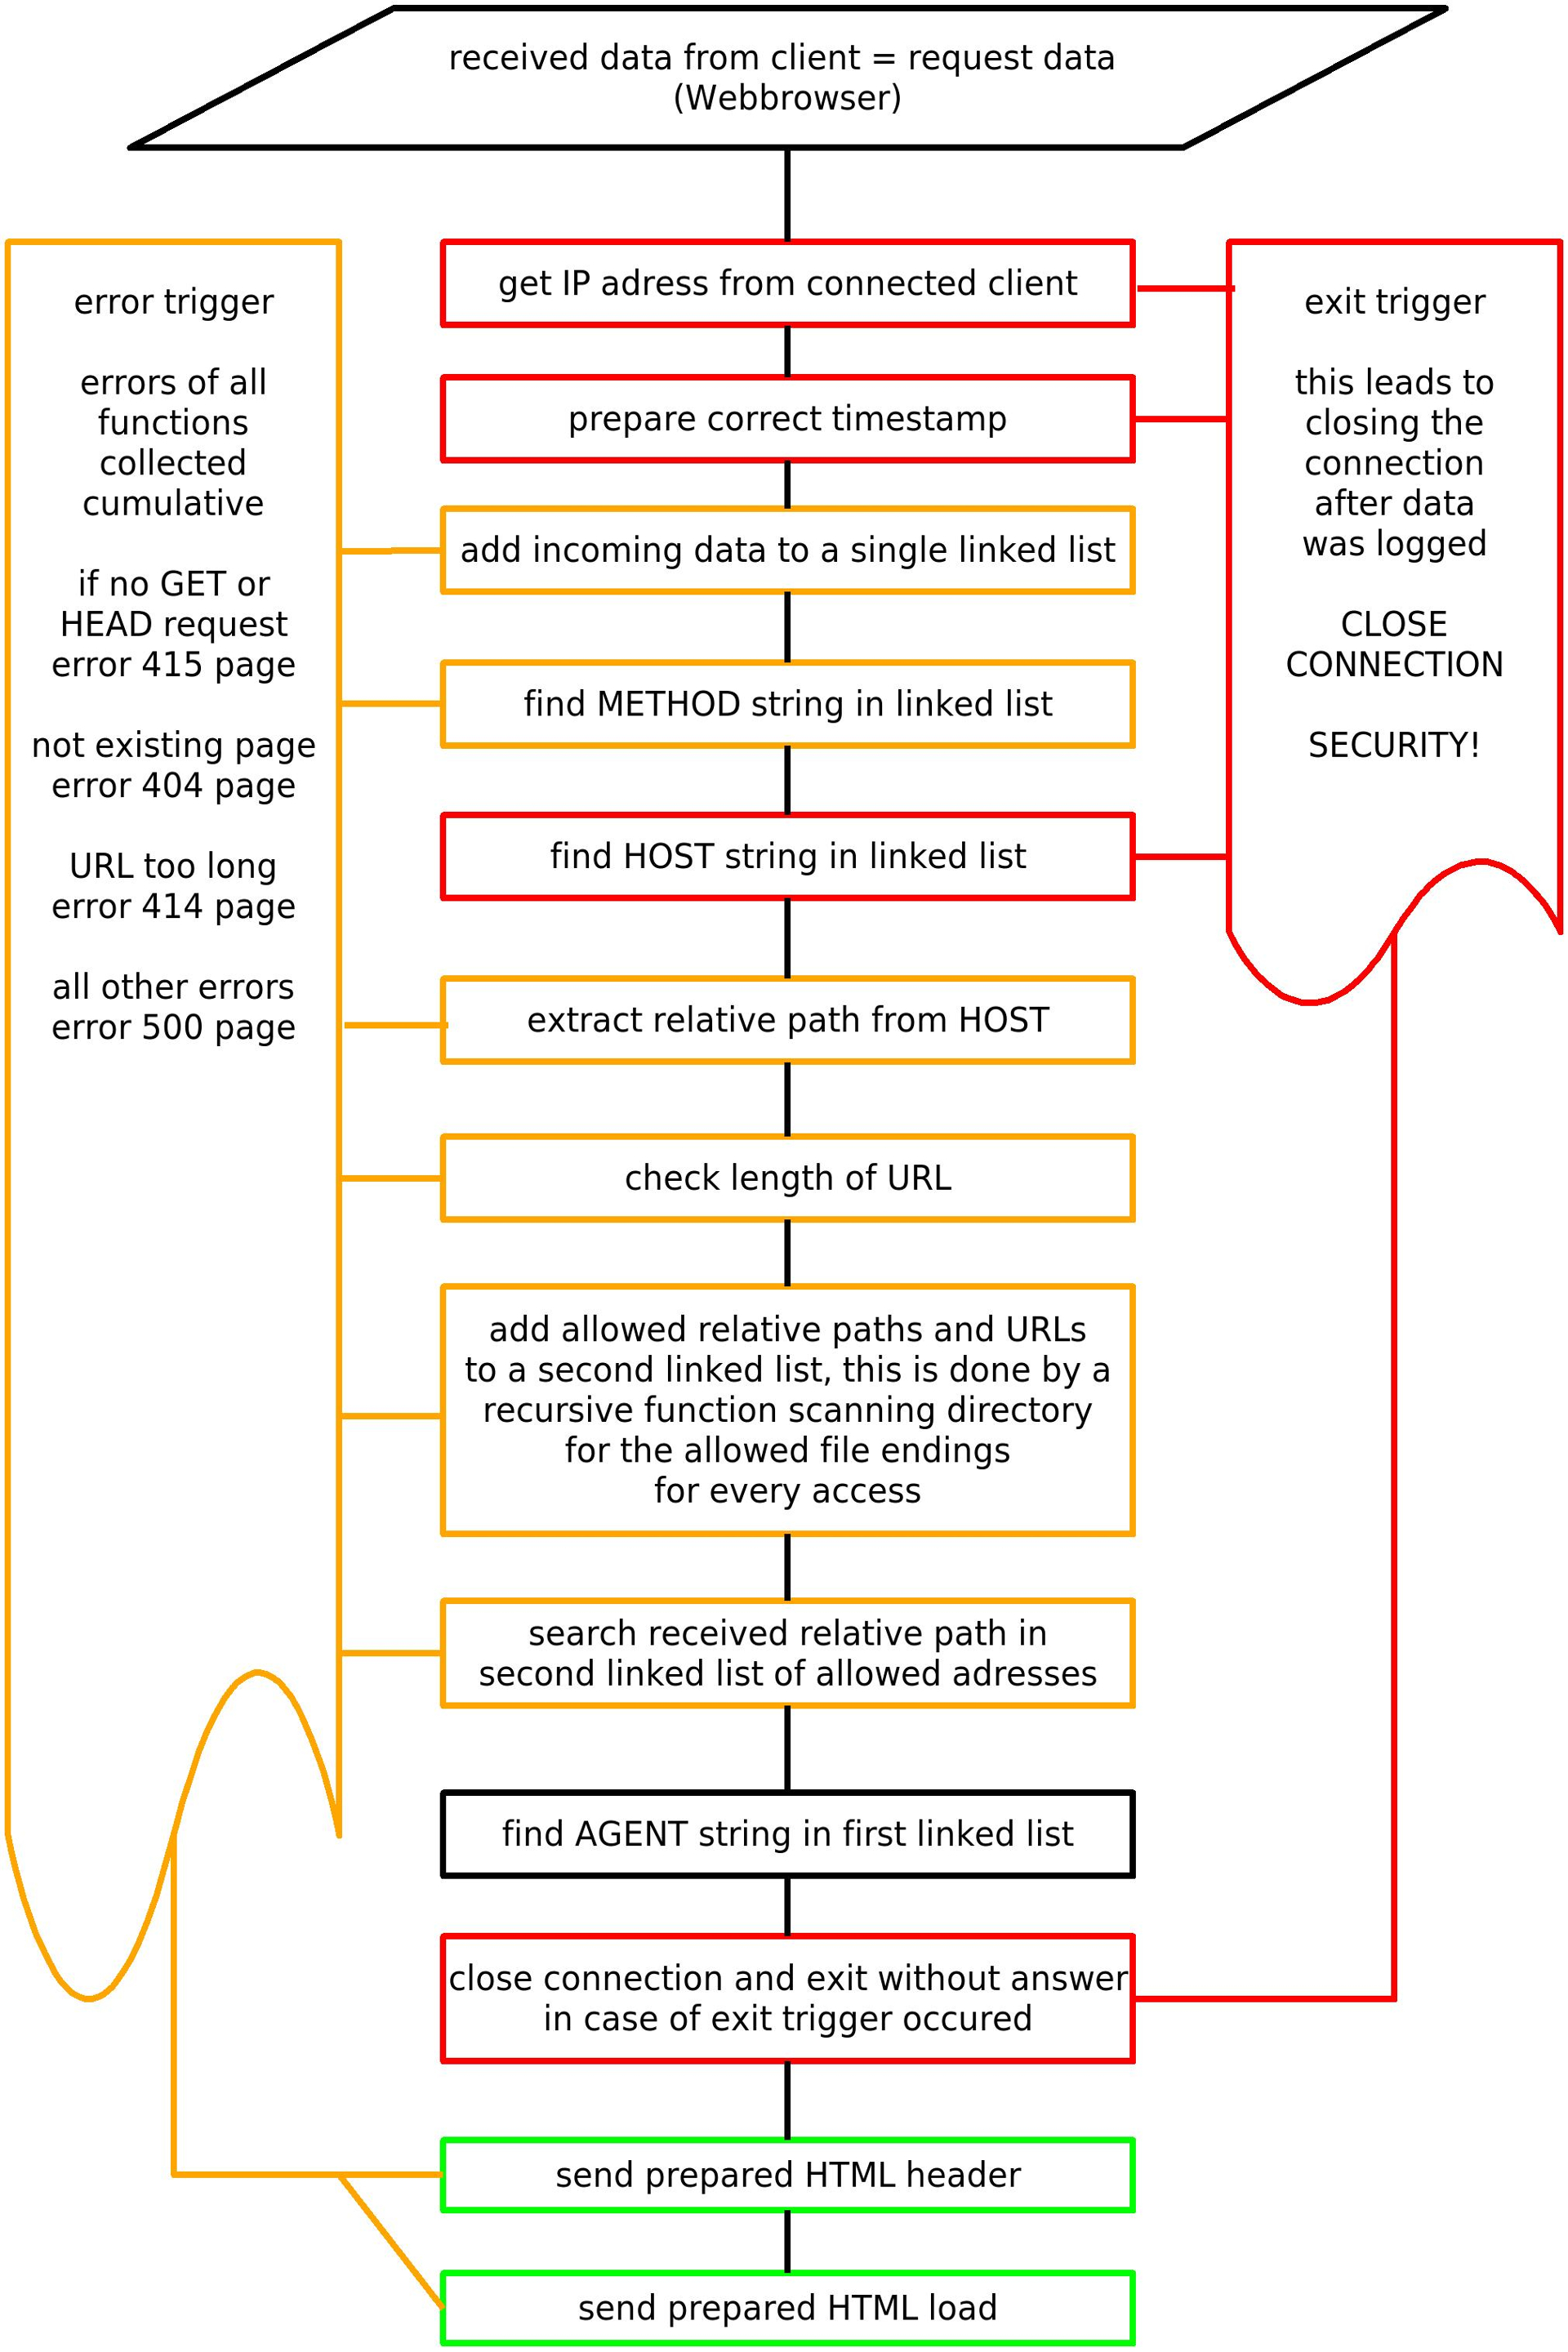 received data from client = request data
(Webbrowser)
error trigger
errors of all
functions
collected
cumulative
if no GET or
HEAD request
error 415 page
not existing page
error 404 page
URL too long
error 414 page
all other errors
error 500 page
get IP adress from connected client
prepare correct timestamp
add incoming data to a single linked list
find METHOD string in linked list
find HOST string in linked list
extract relative path from HOST
check length of URL
add allowed relative paths and URLs
to a second linked list, this is done by a
recursive function scanning directory
for the allowed file endings
for every access
search received relative path in
second linked list of allowed adresses
find AGENT string in first linked list
close connection and exit without answer
in case of exit trigger occured
send prepared HTML header
send prepared HTML load
exit trigger
this leads to
closing the
connection
after data
was logged
CLOSE
CONNECTION
SECURITY!